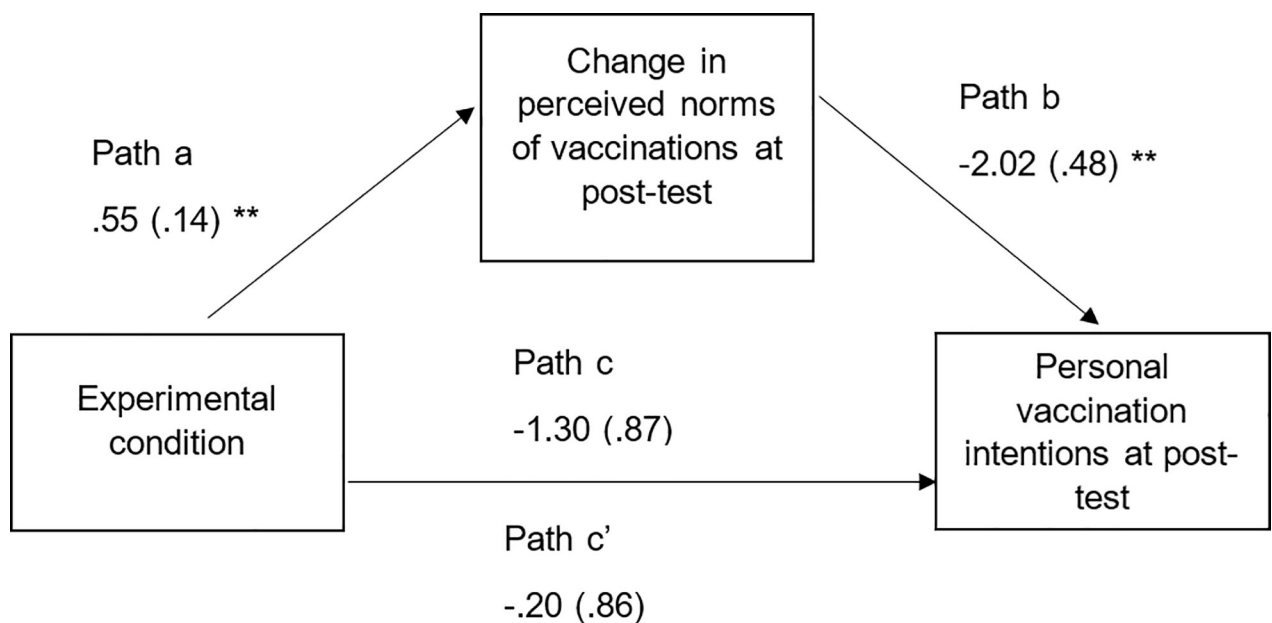 Change in
perceived norms
of vaccinations at
post-test
Path a
.55 (.14) **
Path b
-2.02 (.48) **
Experimental
condition
Path c
-1.30 (.87)
Path c’
-.20 (.86)
Personal
vaccination
intentions at post-
test